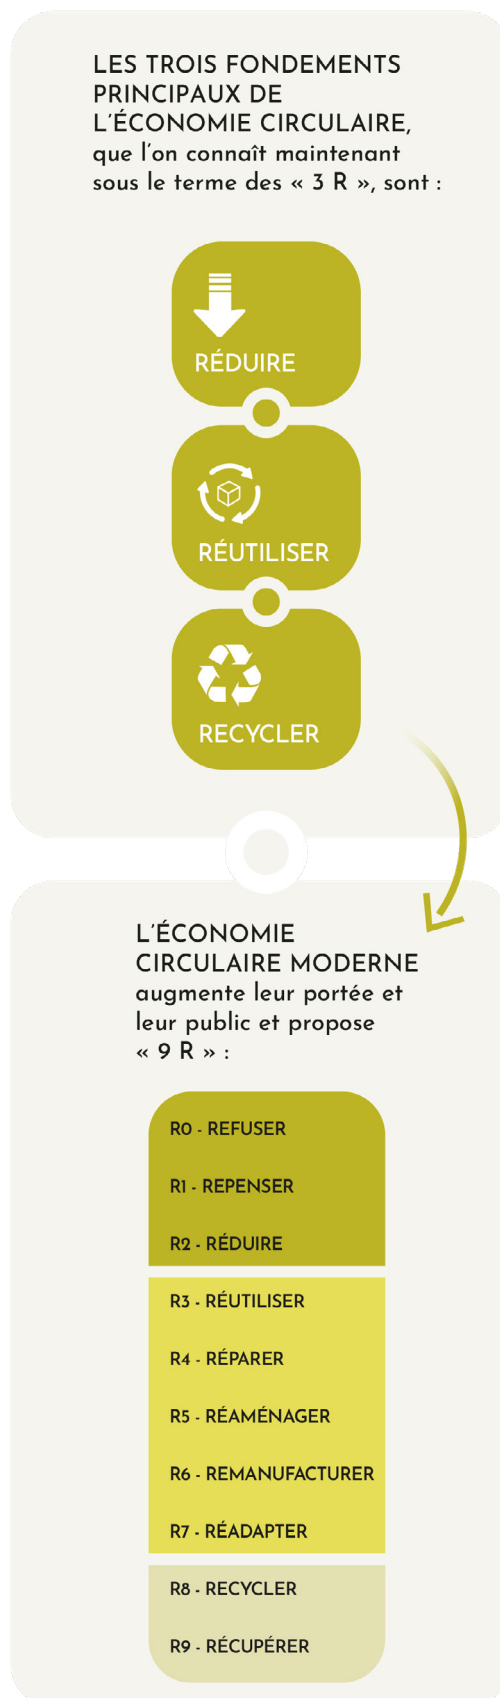 LES TROIS FONDEMENTS
PRINCIPAUX DE
L'ÉCONOMIE CIRCULAIRE,
que l'on connaît maintenant
sous le terme des « 3 R », sont :
RÉDUIRE
RÉUTILISER
RECYCLER
L'ÉCONOMIE
CIRCULAIRE MODERNE
augmente leur portée et
leur public et propose
« 9 R » :
R0 - REFUSER
R1 - REPENSER
R2 - RÉDUIRE
R3 - RÉUTILISER
R4 - RÉPARER
R5 - RÉAMÉNAGER
R6 - REMANUFACTURER
R7 - RÉADAPTER
R8 - RECYCLER
R9 - RÉCUPÉRER